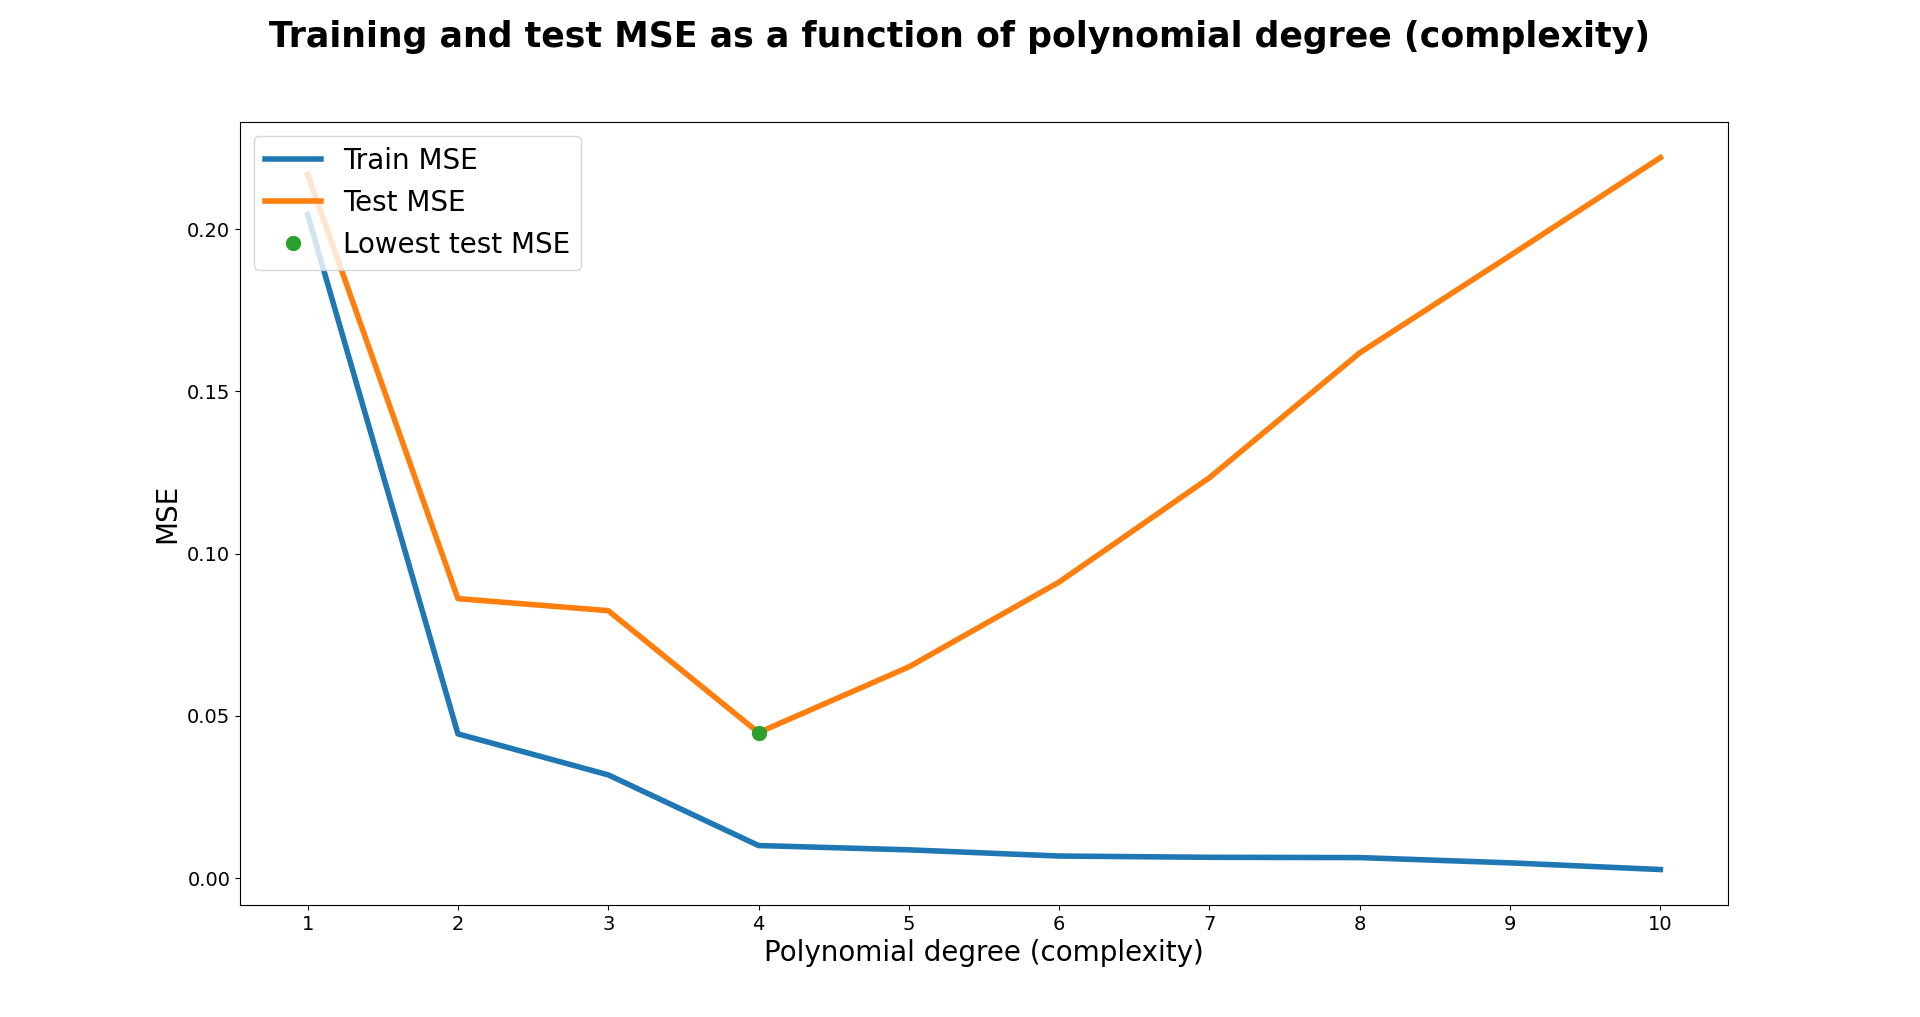 Training and test MSE as a function of polynomial degree (complexity)
Train MSE
Test MSE
Lowest test MSE
MSE
0.20
0.15
0.10
0.05
0.00
1 2 3 4 5 6 7 8 9 10
Polynomial degree (complexity)